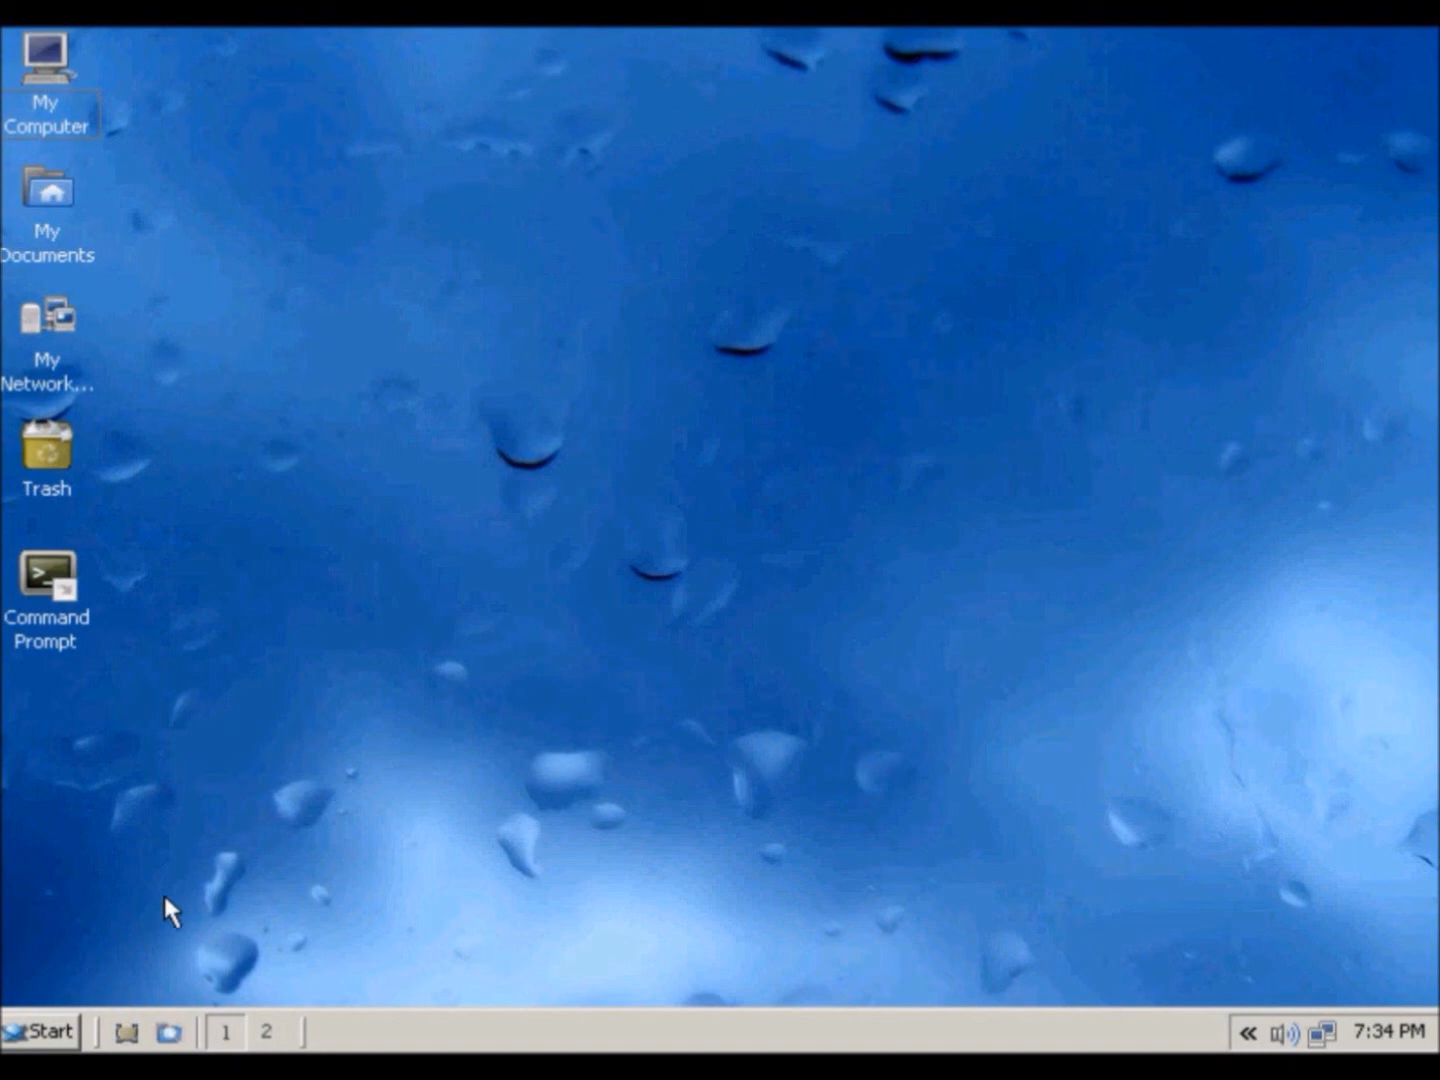 My
Computer
My
Documents
My
Network...
Trash
Command
Prompt
Start
1
2
7:34 PM